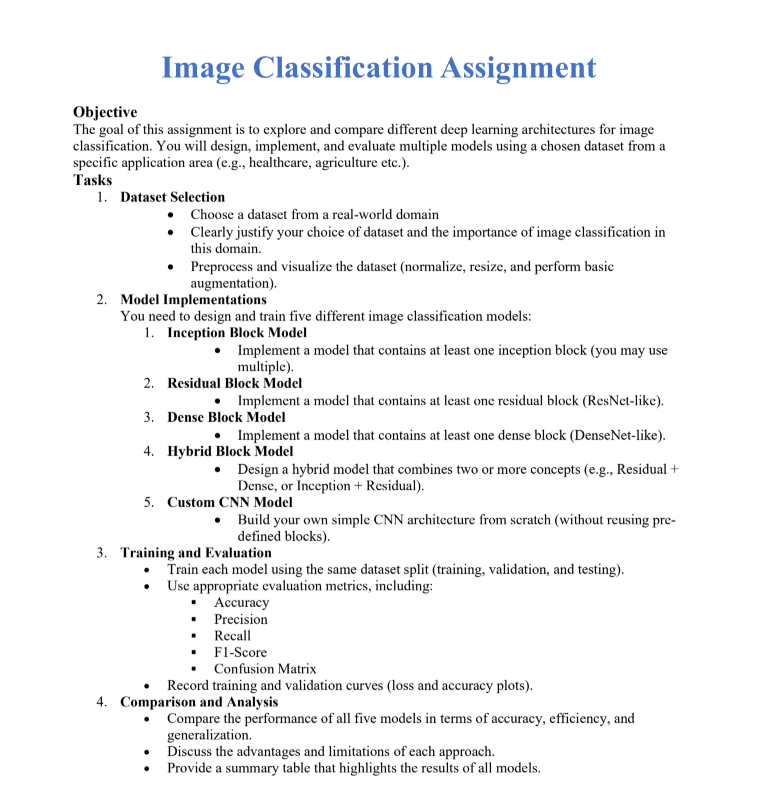 Image Classification Assignment
Objective
The goal of this assignment is to explore and compare different deep learning architectures for image
classification. You will design, implement, and evaluate multiple models using a chosen dataset from a
specific application area (e.g., healthcare, agriculture etc.).
Tasks
1. Dataset Selection
• Choose a dataset from a real-world domain
• Clearly justify your choice of dataset and the importance of image classification in
this domain.
• Preprocess and visualize the dataset (normalize, resize, and perform basic
augmentation).
2. Model Implementations
You need to design and train five different image classification models:
1. Inception Block Model
• Implement a model that contains at least one inception block (you may use
multiple).
2. Residual Block Model
• Implement a model that contains at least one residual block (ResNet-like).
3. Dense Block Model
• Implement a model that contains at least one dense block (DenseNet-like).
4. Hybrid Block Model
• Design a hybrid model that combines two or more concepts (e.g., Residual +
Dense, or Inception + Residual).
5. Custom CNN Model
• Build your own simple CNN architecture from scratch (without reusing pre-
defined blocks).
3. Training and Evaluation
• Train each model using the same dataset split (training, validation, and testing).
• Use appropriate evaluation metrics, including:
▪ Accuracy
▪ Precision
▪ Recall
▪ F1-Score
▪ Confusion Matrix
• Record training and validation curves (loss and accuracy plots).
4. Comparison and Analysis
• Compare the performance of all five models in terms of accuracy, efficiency, and
generalization.
• Discuss the advantages and limitations of each approach.
• Provide a summary table that highlights the results of all models.